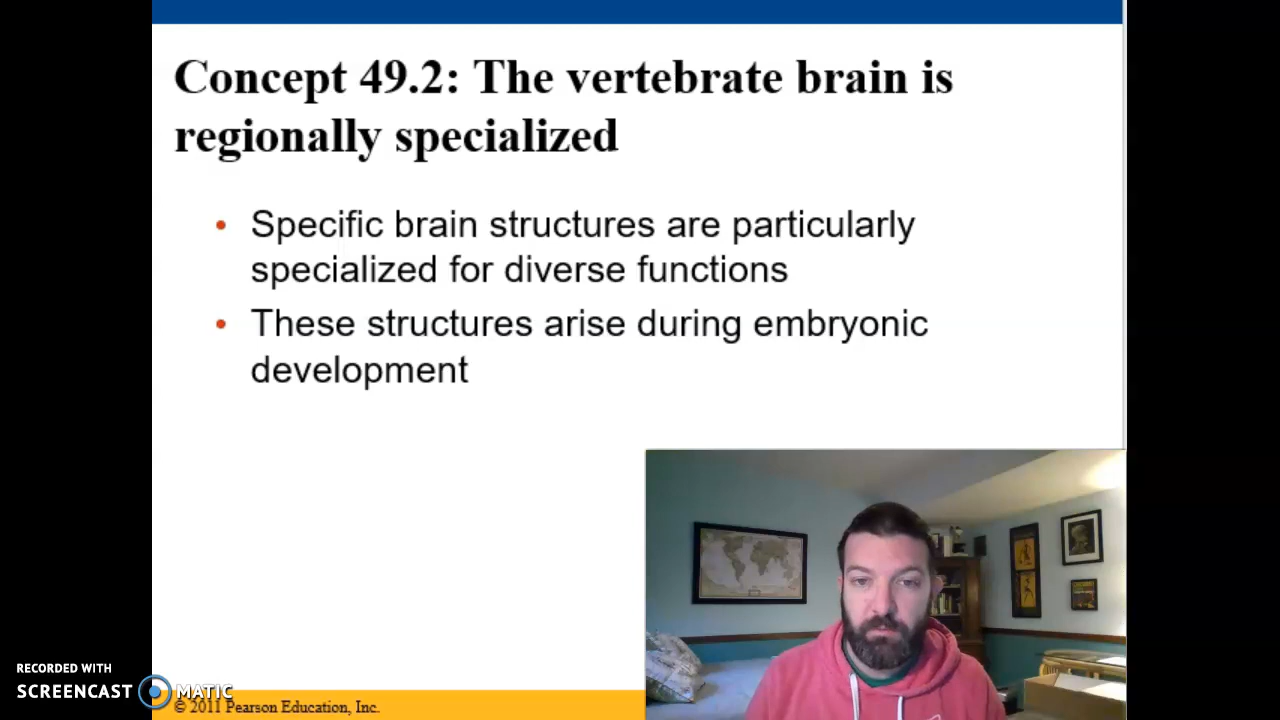 Concept 49.2: The vertebrate brain is
regionally specialized
• Specific brain structures are particularly
specialized for diverse functions
• These structures arise during embryonic
development
RECORDED WITH
SCREENCAST MATIC
© 2011 Pearson Education, Inc.